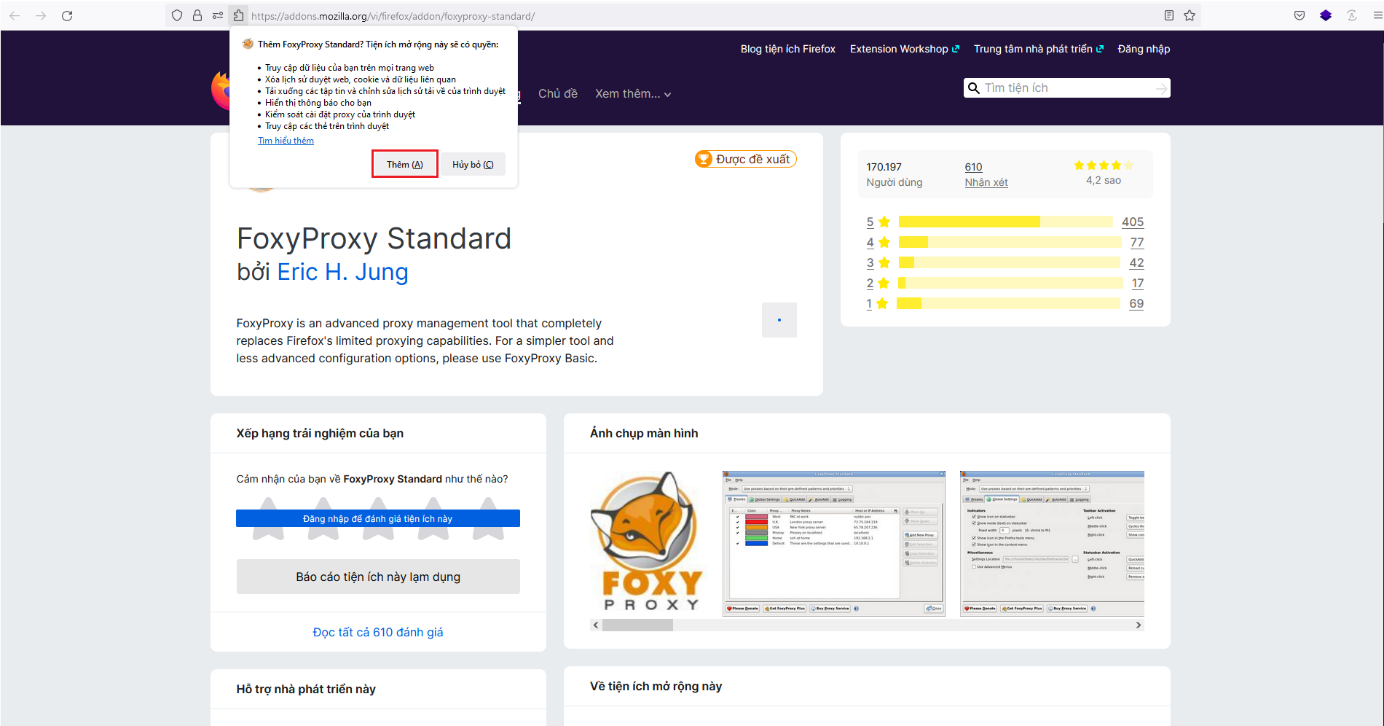 https://addons.mozilla.org/vi/firefox/addon/foxyproxy-standard/
Thêm FoxyProxy Standard? Tiện ích mở rộng này sẽ có quyền:
Truy cập dữ liệu của bạn trên mọi trang web
Xóa lịch sử duyệt web, cookie và dữ liệu liên quan
Tải xuống các tập tin và chỉnh sửa lịch sử tải về của trình duyệt
Hiển thị thông báo cho bạn
Kiểm soát cài đặt proxy của trình duyệt
Truy cập các thẻ trên trình duyệt
Tìm hiểu thêm
Thêm (A)
Hủy bỏ (C)
Blog tiện ích Firefox
Extension Workshop
Trung tâm nhà phát triển
Đăng nhập
Chủ đề
Xem thêm...
Tìm tiện ích
Được đề xuất
FoxyProxy Standard
bởi Eric H. Jung
FoxyProxy is an advanced proxy management tool that completely
replaces Firefox's limited proxying capabilities. For a simpler tool and
less advanced configuration options, please use FoxyProxy Basic.
170.197
Người dùng
610
Nhận xét
4,2 sao
5 405
4 77
3 42
2 17
1 69
Xếp hạng trải nghiệm của bạn
Cảm nhận của bạn về FoxyProxy Standard như thế nào?
Đăng nhập để đánh giá tiện ích này
Báo cáo tiện ích này lạm dụng
Đọc tất cả 610 đánh giá
Ảnh chụp màn hình
FOXY
PROXY
Hỗ trợ nhà phát triển này
Về tiện ích mở rộng này